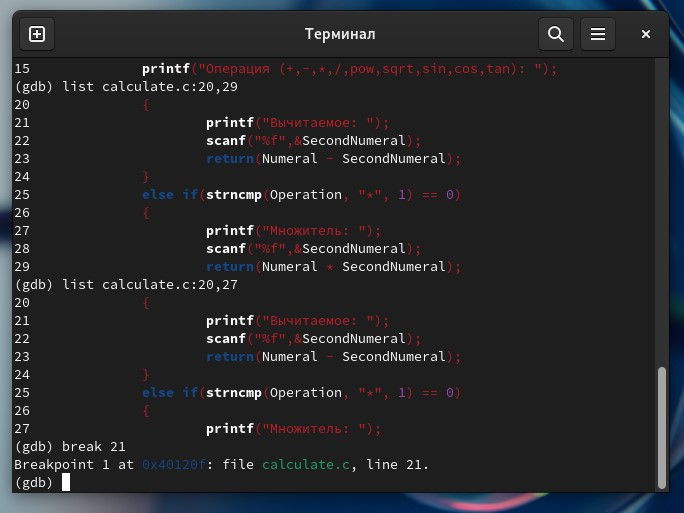 Терминал
15              printf("Операция (+,-,*,/,pow,sqrt,sin,cos,tan): ");
(gdb) list calculate.c:20,29
20              {
21                      printf("Вычитаемое: ");
22                      scanf("%f",&SecondNumeral);
23                      return(Numeral - SecondNumeral);
24              }
25              else if(strncmp(Operation, "*", 1) == 0)
26              {
27                      printf("Множитель: ");
28                      scanf("%f",&SecondNumeral);
29                      return(Numeral * SecondNumeral);
(gdb) list calculate.c:20,27
20              {
21                      printf("Вычитаемое: ");
22                      scanf("%f",&SecondNumeral);
23                      return(Numeral - SecondNumeral);
24              }
25              else if(strncmp(Operation, "*", 1) == 0)
26              {
27                      printf("Множитель: ");
(gdb) break 21
Breakpoint 1 at 0x40120f: file calculate.c, line 21.
(gdb)